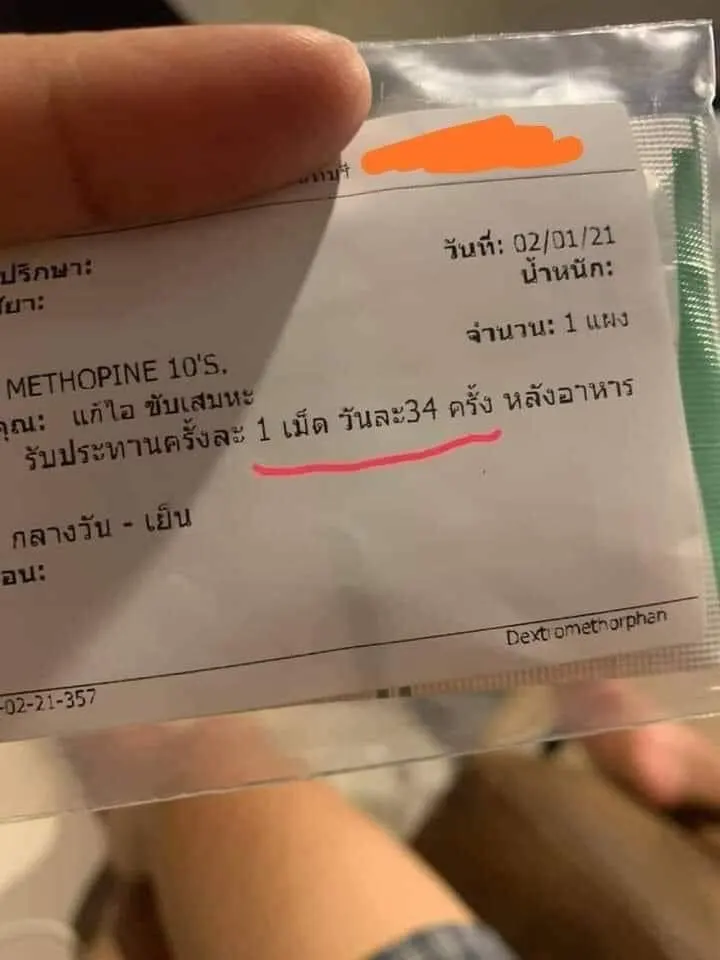 วันที่: 02/01/21
ปรึกษา:
น้ำหนัก:
ยา:
จำนวน: 1 แผง
METHOPINE 10'S.
คุณ: แก้ไอ ขับเสมหะ
รับประทานครั้งละ 1 เม็ด วันละ34 ครั้ง หลังอาหาร
กลางวัน - เย็น
อน:
Dextromethorphan
-02-21-357